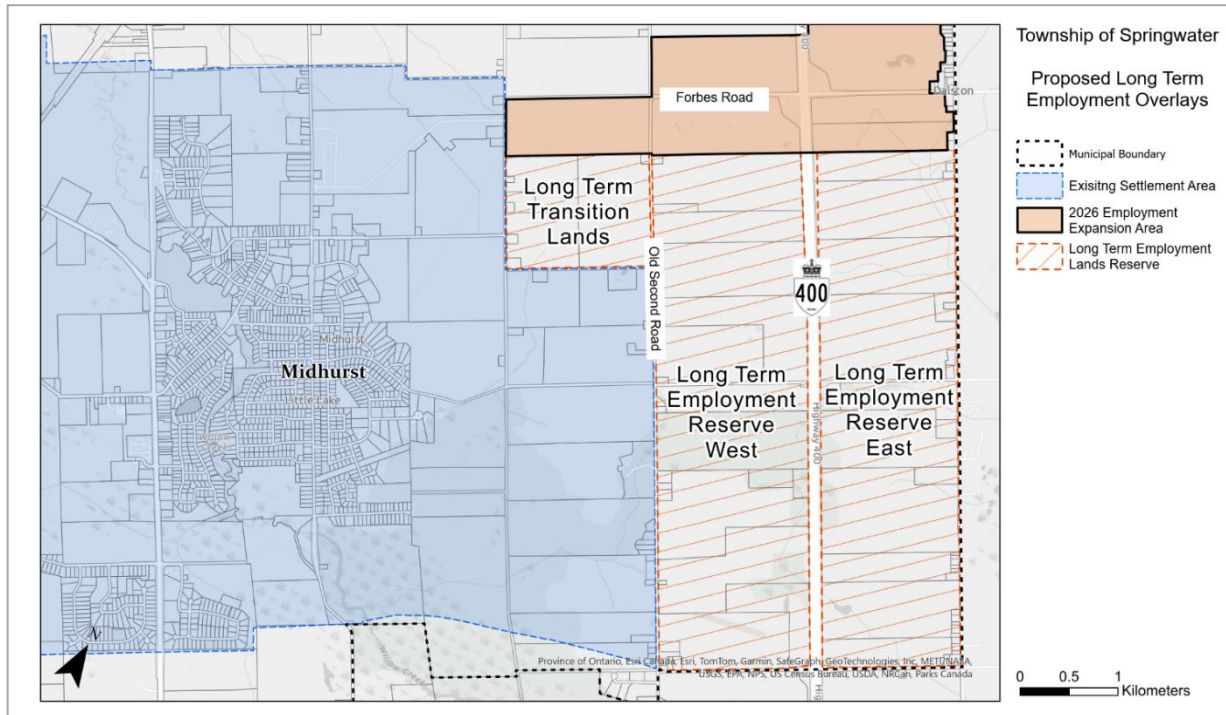 Township of Springwater
Proposed Long Term
Employment Overlays
Municipal Boundary
Exisitng Settlement Area
2026 Employment
Expansion Area
Long Term Employment
Lands Reserve
400
Forbes Road
Dalston
Long Term
Transition
Lands
Old Second Road
400
Midhurst
Midhurst
Little Lake
Long Term
Employment
Reserve
West
Highway 400
Long Term
Employment
Reserve
East
Willow Creek
N
Province of Ontario, Esri Canada, Esri, TomTom, Garmin, SafeGraph, GeoTechnologies, Inc, METI/NASA,
USGS, EPA, NPS, US Census Bureau, USDA, NRCan, Parks Canada
0 0.5 1
Kilometers